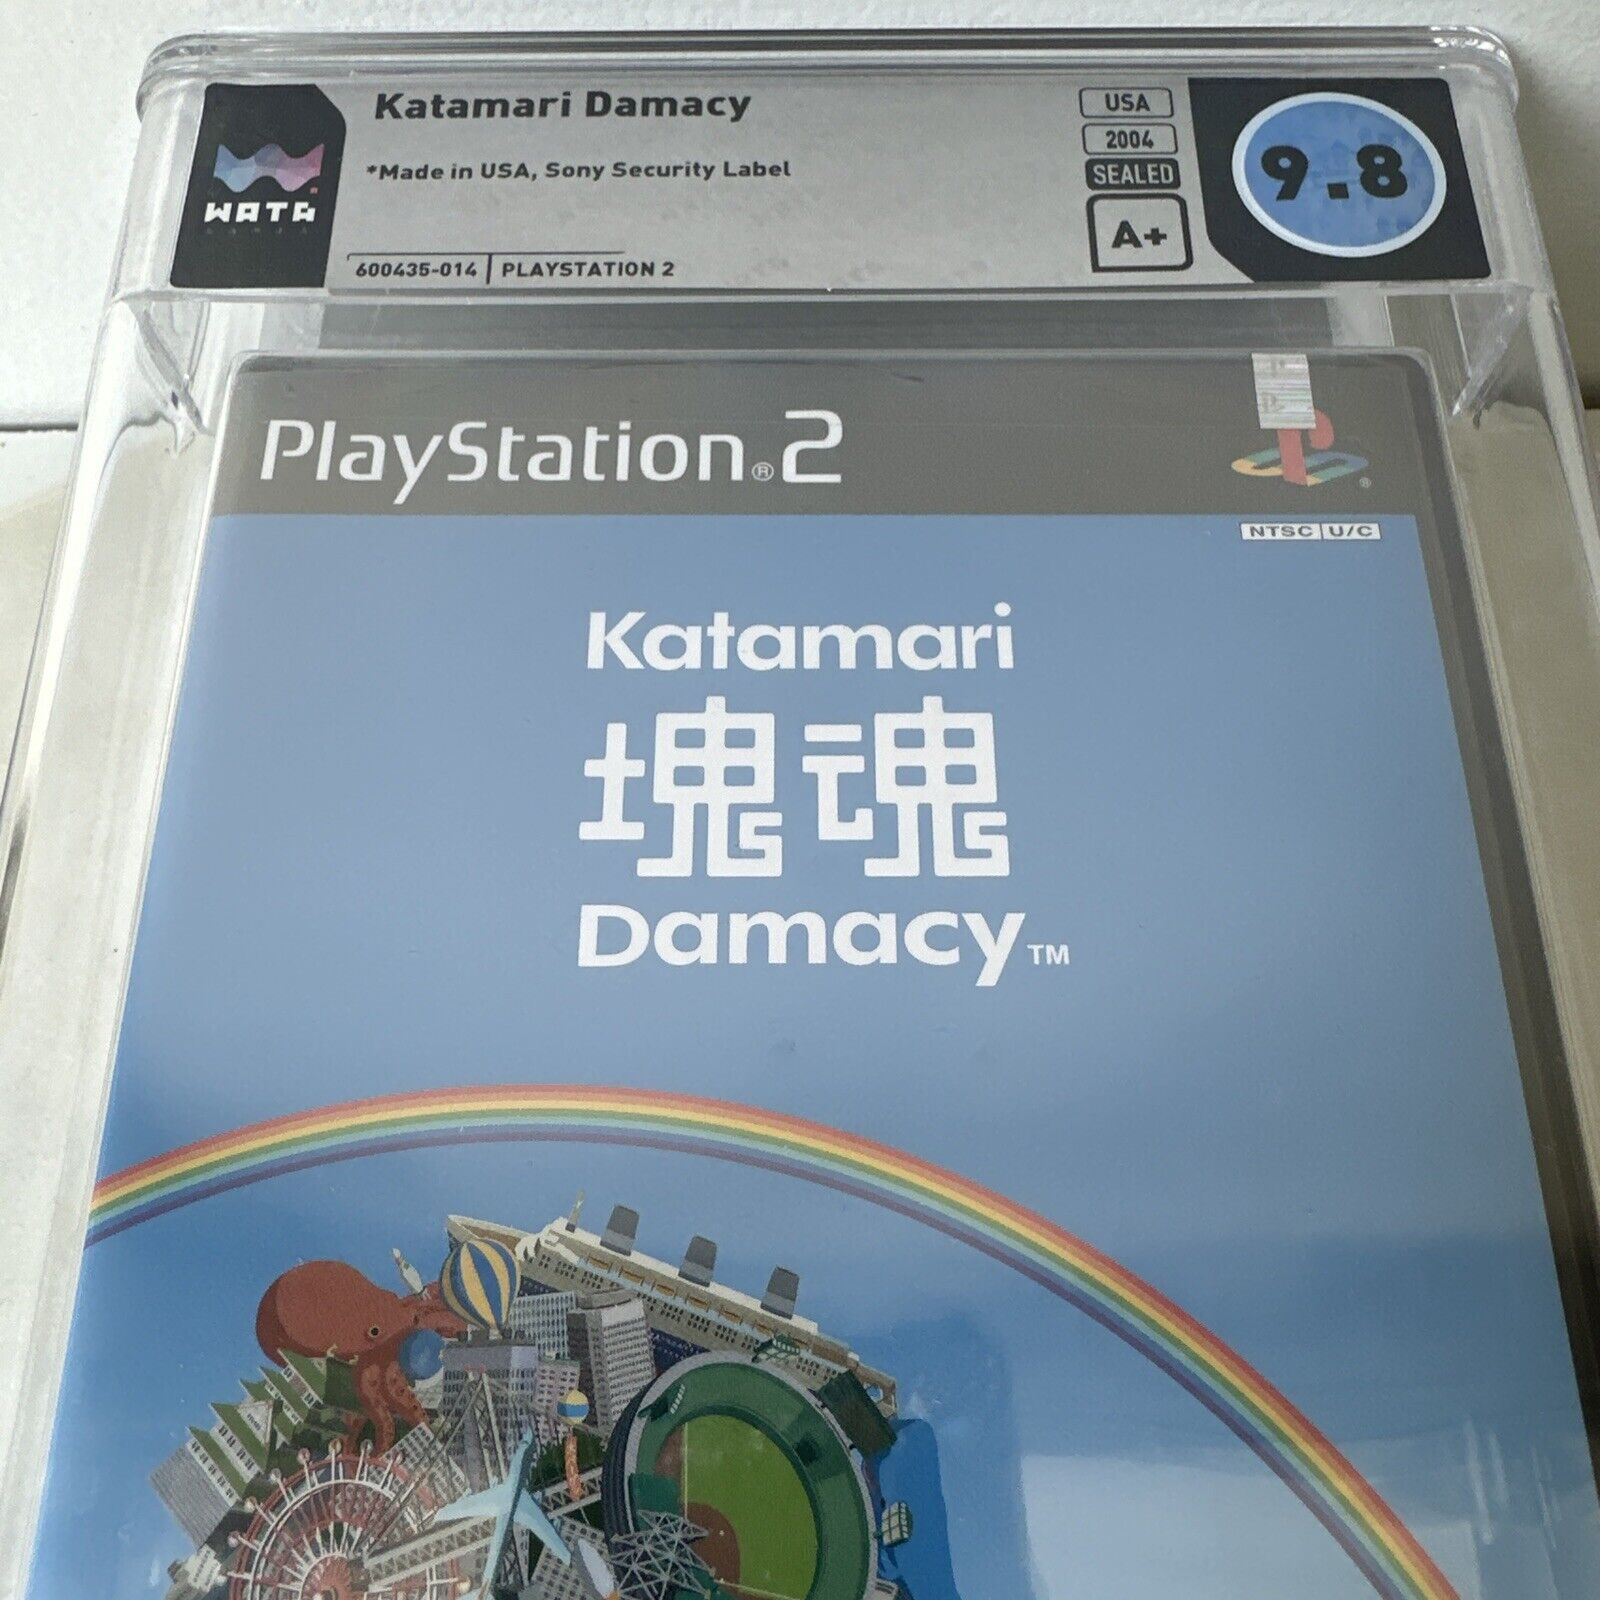 Katamari Damacy
*Made in USA, Sony Security Label
600435-014 PLAYSTATION 2
WATA
USA
2004
SEALED
A+
9.8
PlayStation®2
NTSC U/C
Katamari
塊魂
Damacy™